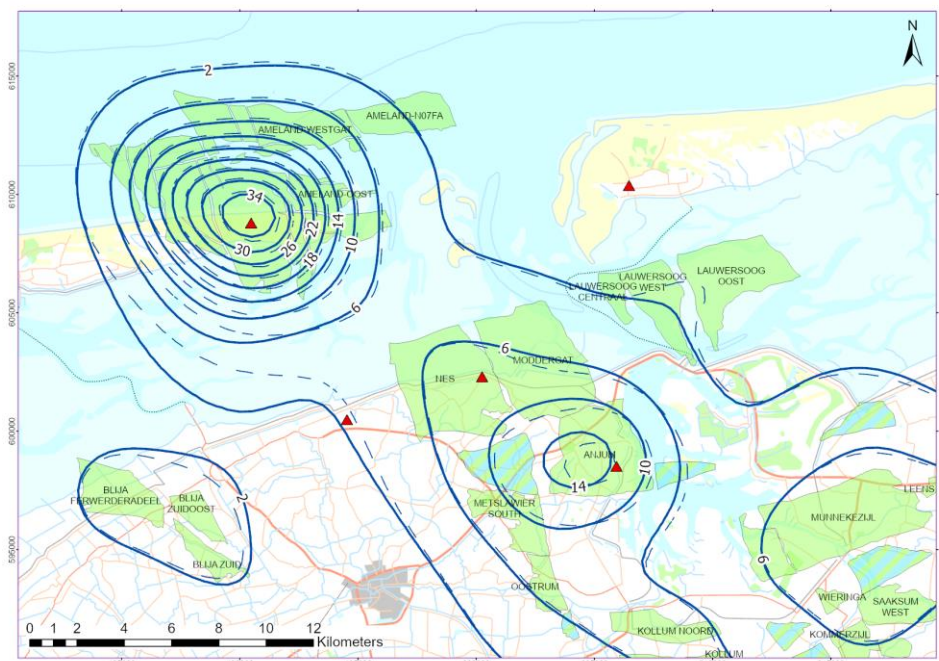 N
615000
2
AMELAND-N07FA
AMELAND-WESTGAT
610000
34
AMELAND-OOST
14
22
10
26
30
18
LAUWERSOOG
OOST
LAUWERSOOG
WEST
LAUWERSOOG
CENTRAAL
605000
6
6
MODDERGAT
NES
600000
ANJUM
10
14
BLIJA
FERWERDERADEEL
2
BLIJA
ZUIDOOST
METSLAWIER
SOUTH
LEENS
MUNNEKEZIJL
595000
BLIJA ZUID
6
OOSTRUM
WIERINGA
SAAKSUM
WEST
KOLLUM NOORD
KOMMERZIJL
0 1 2 4 6 8 10 12
Kilometers
KOLLUM